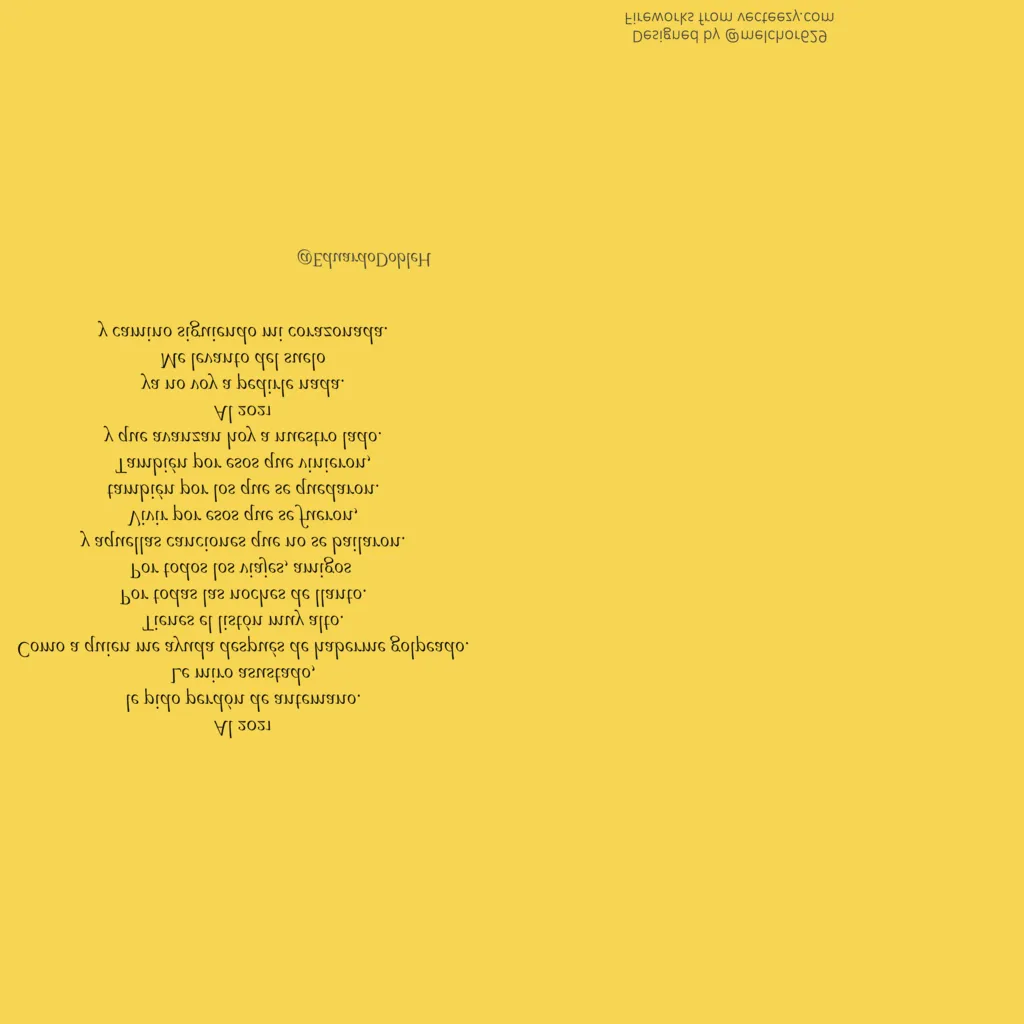 Al 2021
le pido perdón de antemano.
Le miro asustado,
Como a quien me ayuda después de haberme golpeado.
Tienes el listón muy alto.
Por todas las noches de llanto.
Por todos los viajes, amigos
y aquellas canciones que no se bailaron.
Vivir por esos que se fueron,
también por los que se quedaron.
También por esos que vinieron,
y que avanzan hoy a nuestro lado.
Al 2021
ya no voy a pedirle nada.
Me levanto del suelo
y camino siguiendo mi corazonada.
@EduardoDobleH
Designed by @melchor629
Fireworks from vecteezy.com